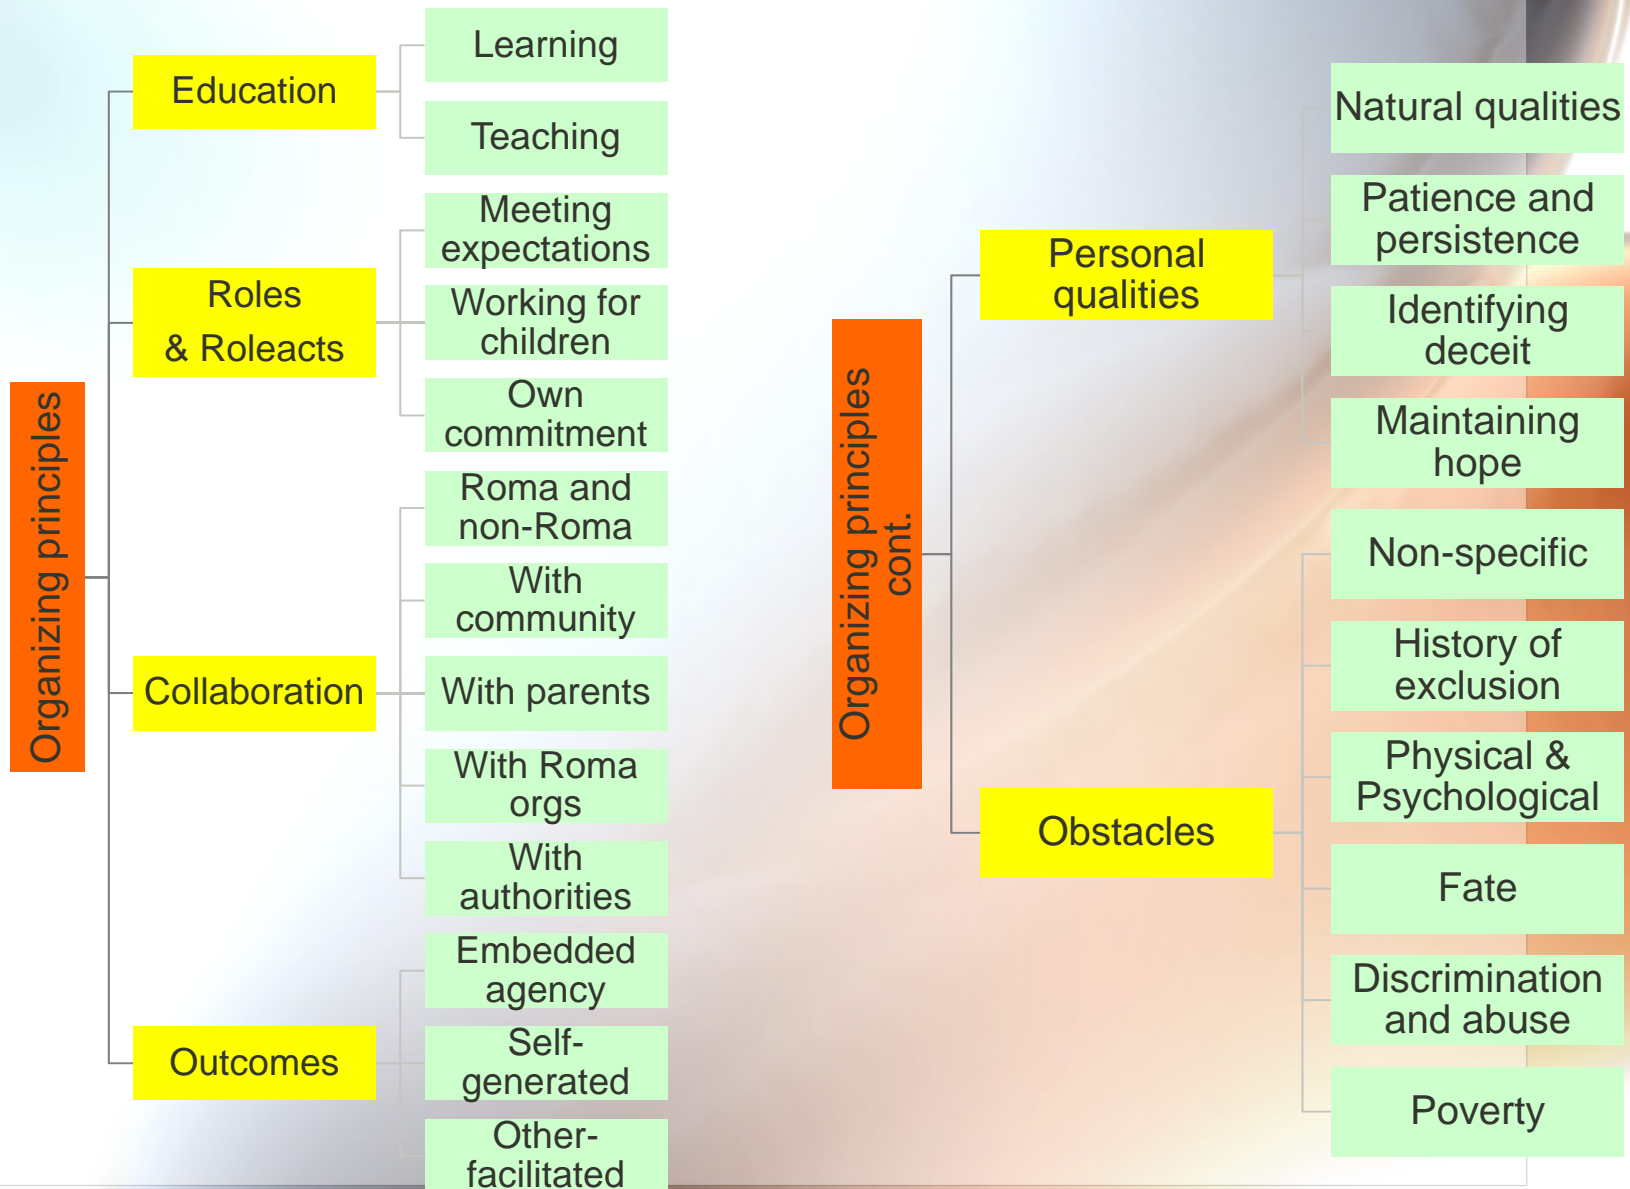 Organizing principles
Education
Learning
Teaching
Roles
& Roleacts
Meeting
expectations
Working for
children
Own
commitment
Collaboration
Roma and
non-Roma
With
community
With parents
With Roma
orgs
With
authorities
Outcomes
Embedded
agency
Self-
generated
Other-
facilitated
Organizing principles
cont.
Personal
qualities
Natural qualities
Patience and
persistence
Identifying
deceit
Maintaining
hope
Obstacles
Non-specific
History of
exclusion
Physical &
Psychological
Fate
Discrimination
and abuse
Poverty